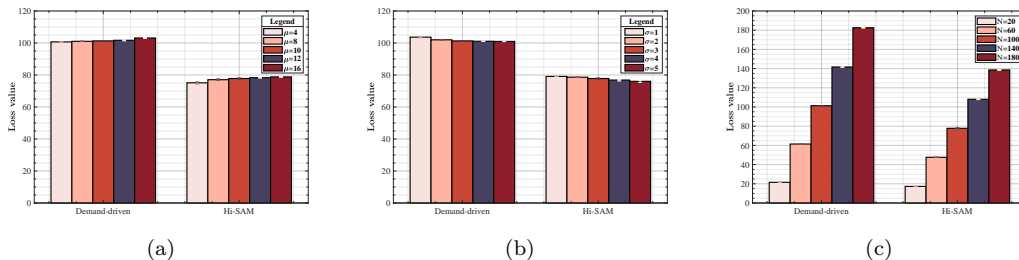 120
100
80
60
40
20
0
Loss value
Demand-driven
Hi-SAM
Legend
μ=4
μ=8
μ=10
μ=12
μ=16
(a)
120
100
80
60
40
20
0
Loss value
Demand-driven
Hi-SAM
Legend
σ=1
σ=2
σ=3
σ=4
σ=5
(b)
200
180
160
140
120
100
80
60
40
20
0
Loss value
Demand-driven
Hi-SAM
N=20
N=60
N=100
N=140
N=180
(c)